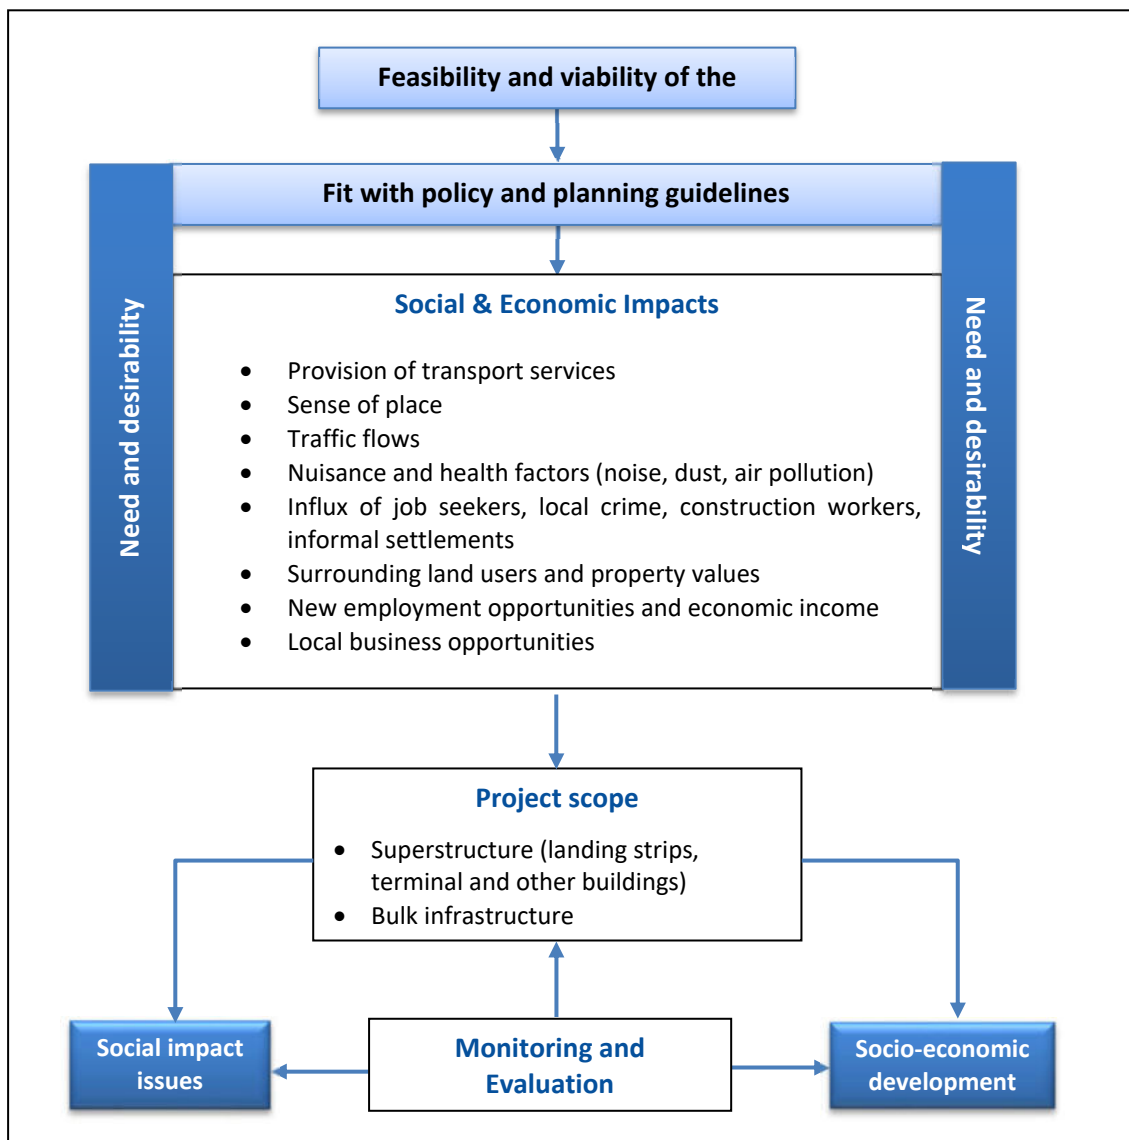 Feasibility and viability of the
Fit with policy and planning guidelines
Need and desirability
Need and desirability
Social & Economic Impacts
• Provision of transport services
• Sense of place
• Traffic flows
• Nuisance and health factors (noise, dust, air pollution)
• Influx of job seekers, local crime, construction workers,
informal settlements
• Surrounding land users and property values
• New employment opportunities and economic income
• Local business opportunities
Project scope
• Superstructure (landing strips,
terminal and other buildings)
• Bulk infrastructure
Social impact
issues
Monitoring and
Evaluation
Socio-economic
development